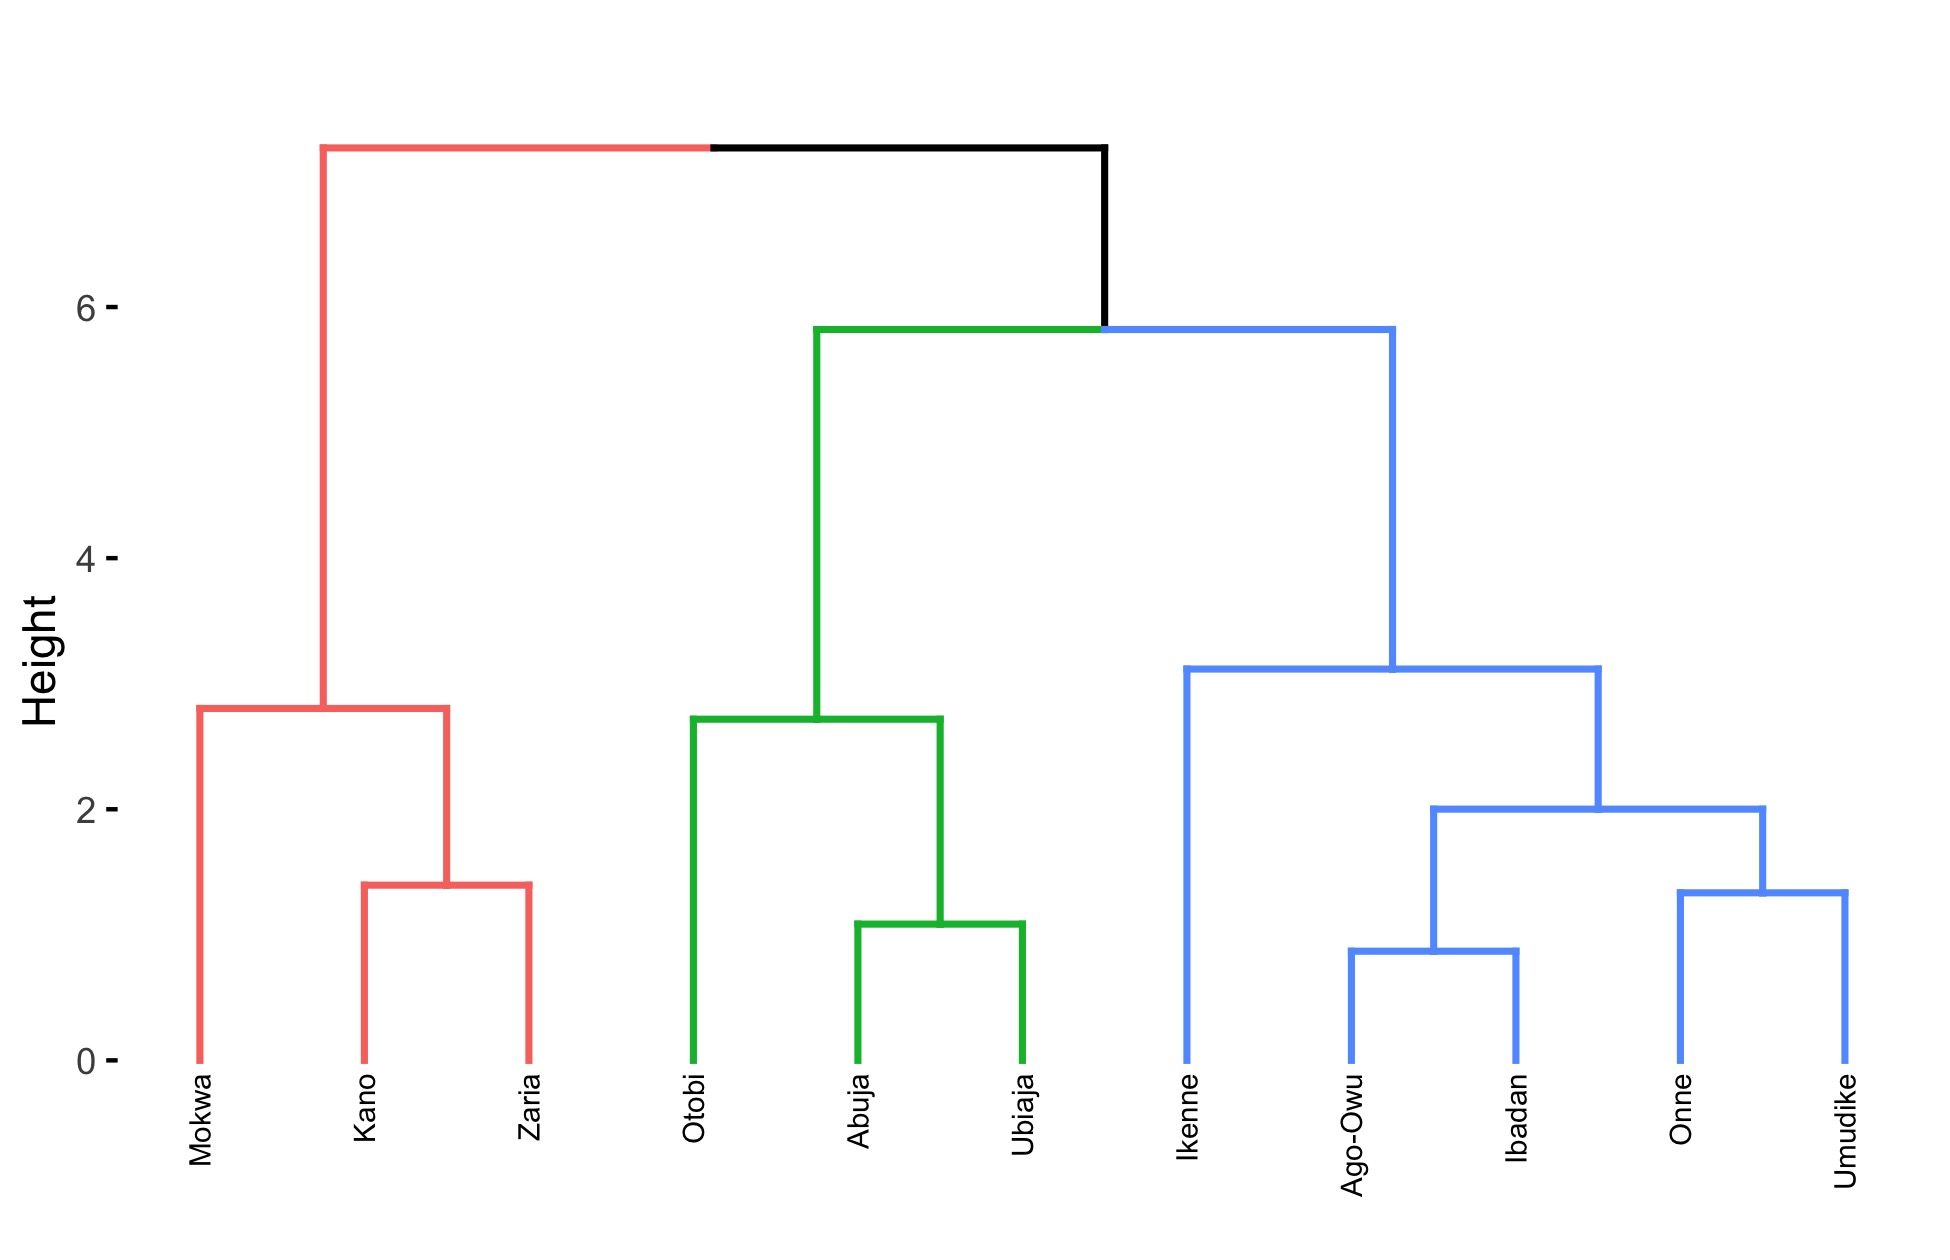 Height
6
4
2
0
Mokwa
Kano
Zaria
Otobi
Abuja
Ubiaja
Ikenne
Ago-Owu
Ibadan
Onne
Umudike